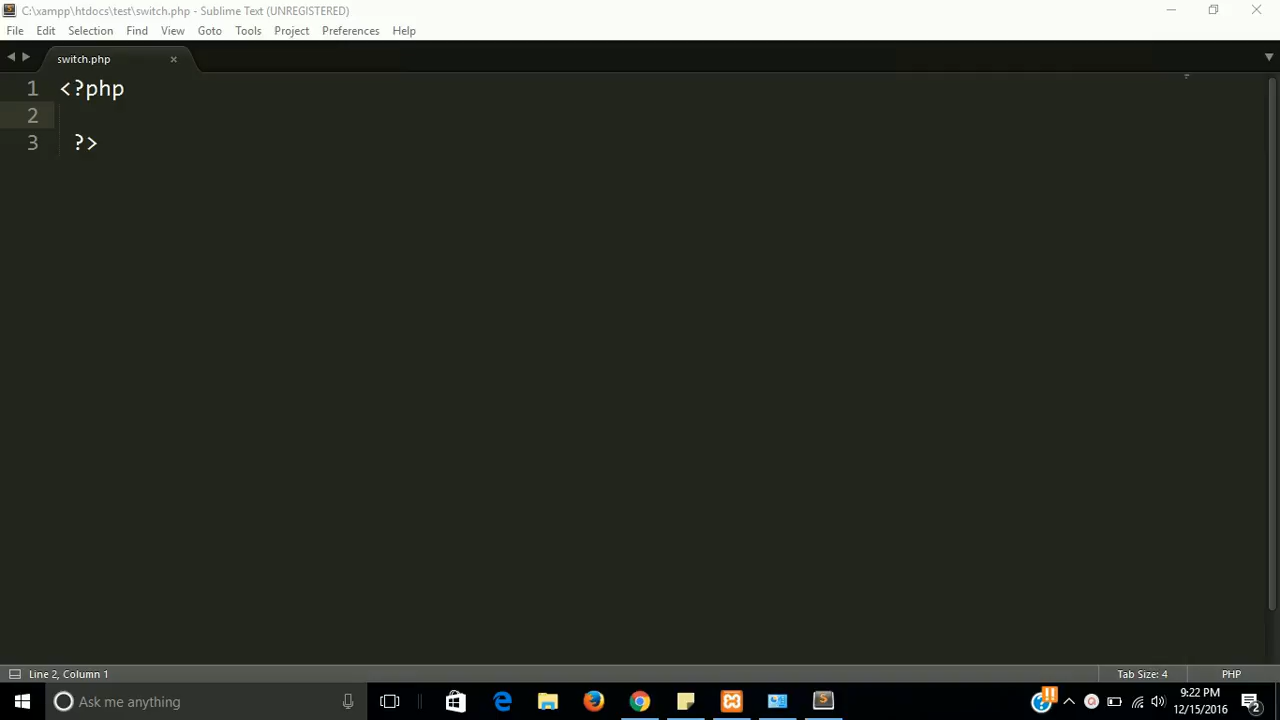 C:\xampp\htdocs\test\switch.php - Sublime Text (UNREGISTERED)
File Edit Selection Find View Goto Tools Project Preferences Help
switch.php ×
1 <?php
2
3 ?>
Line 2, Column 1 Tab Size: 4 PHP
Ask me anything
9:22 PM
12/15/2016
2